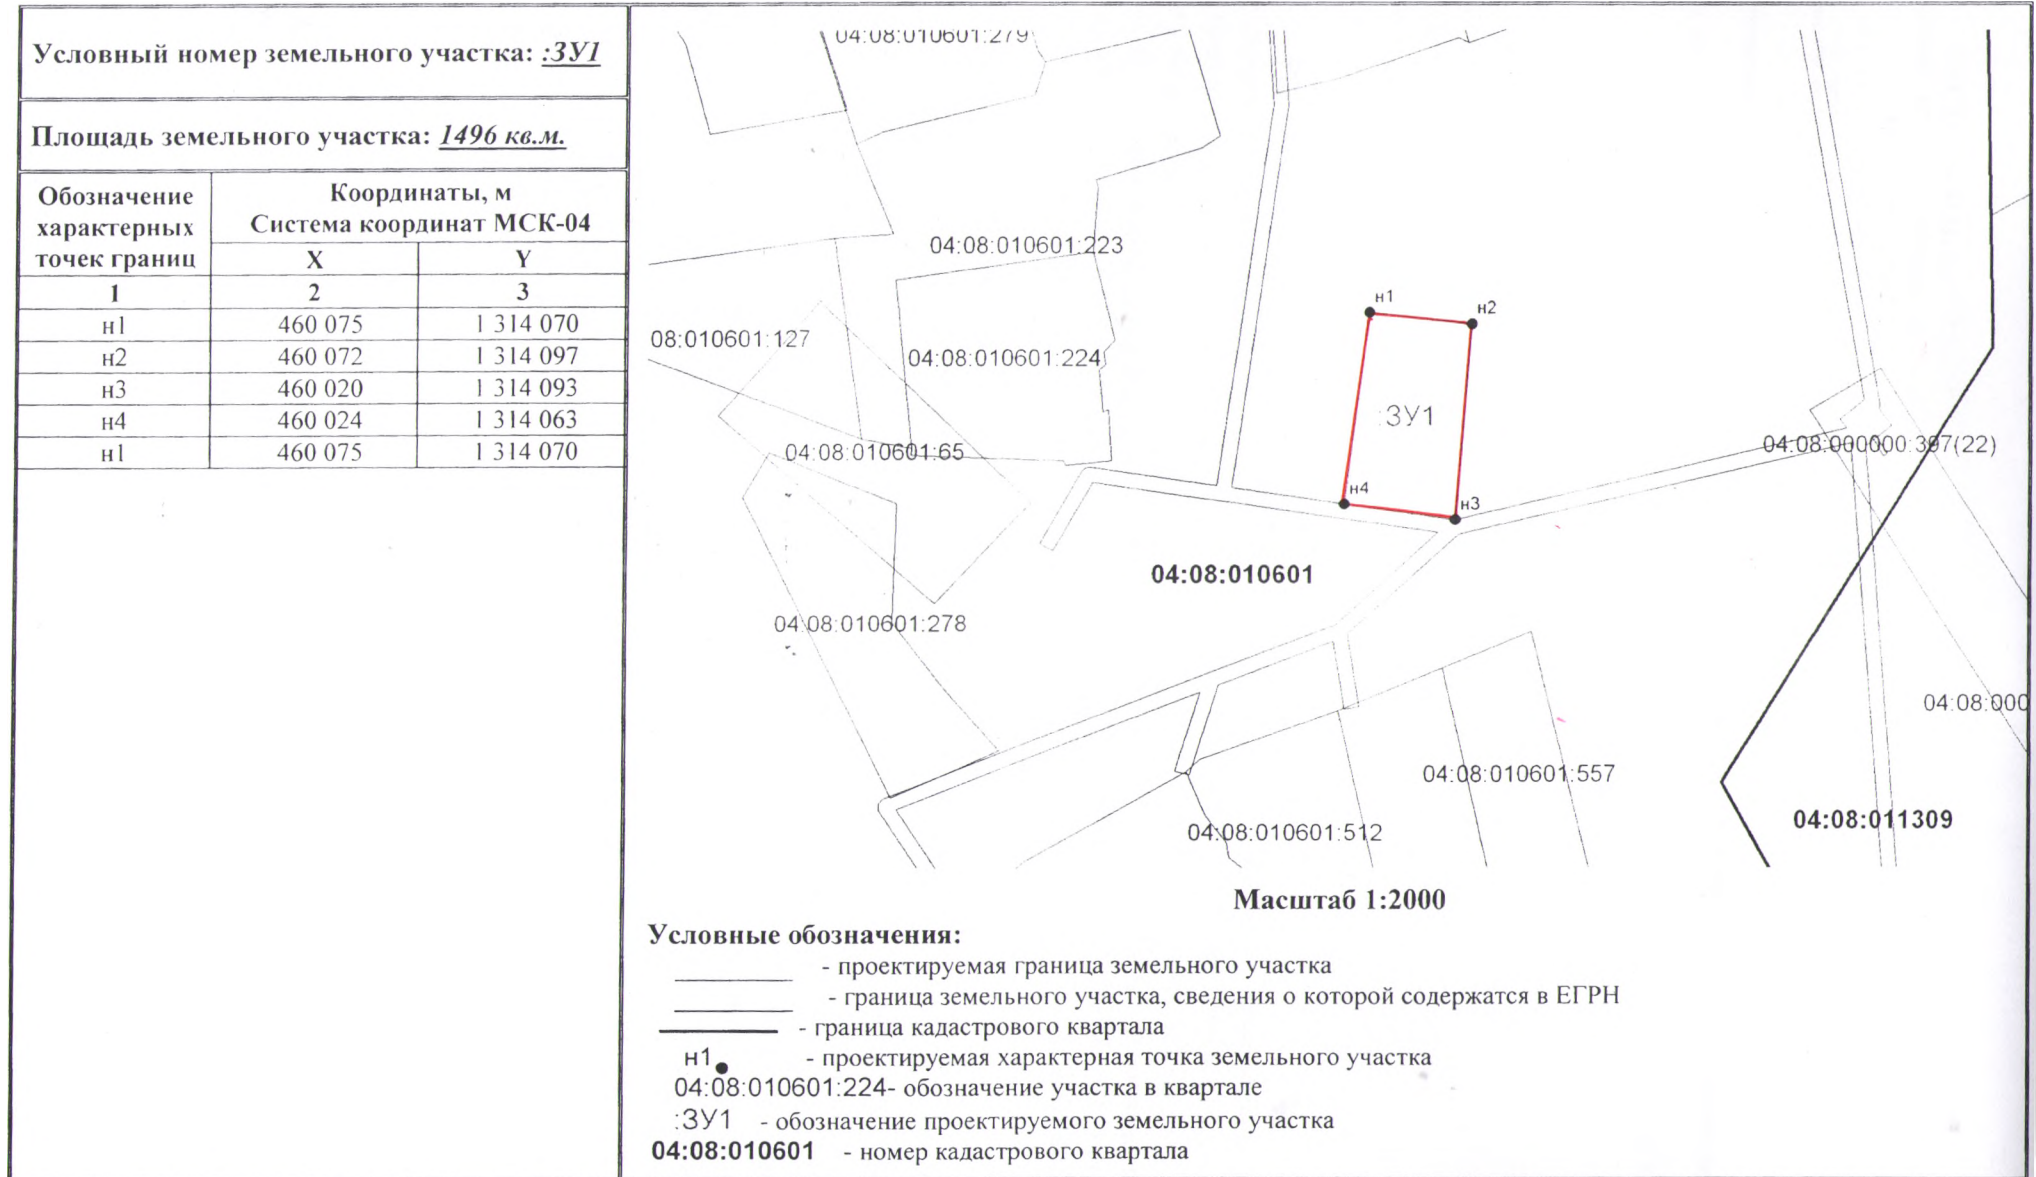 Условный номер земельного участка: :ЗУ1
Площадь земельного участка: 1496 кв.м.
Обозначение характерных точек границ
Координаты, м
Система координат МСК-04
X Y
1 2 3
н1 460 075 1 314 070
н2 460 072 1 314 097
н3 460 020 1 314 093
н4 460 024 1 314 063
н1 460 075 1 314 070
04:08:010601:279
04:08:010601:223
н1
н2
08:010601:127
04:08:010601:224
:ЗУ1
04:08:010601:65
04:08:000000:397(22)
н4
н3
04:08:010601
04:08:010601:278
04:08:000
04:08:010601:557
04:08:011309
04:08:010601:512
Масштаб 1:2000
Условные обозначения:
- проектируемая граница земельного участка
- граница земельного участка, сведения о которой содержатся в ЕГРН
- граница кадастрового квартала
н1 - проектируемая характерная точка земельного участка
04:08:010601:224- обозначение участка в квартале
:ЗУ1 - обозначение проектируемого земельного участка
04:08:010601 - номер кадастрового квартала